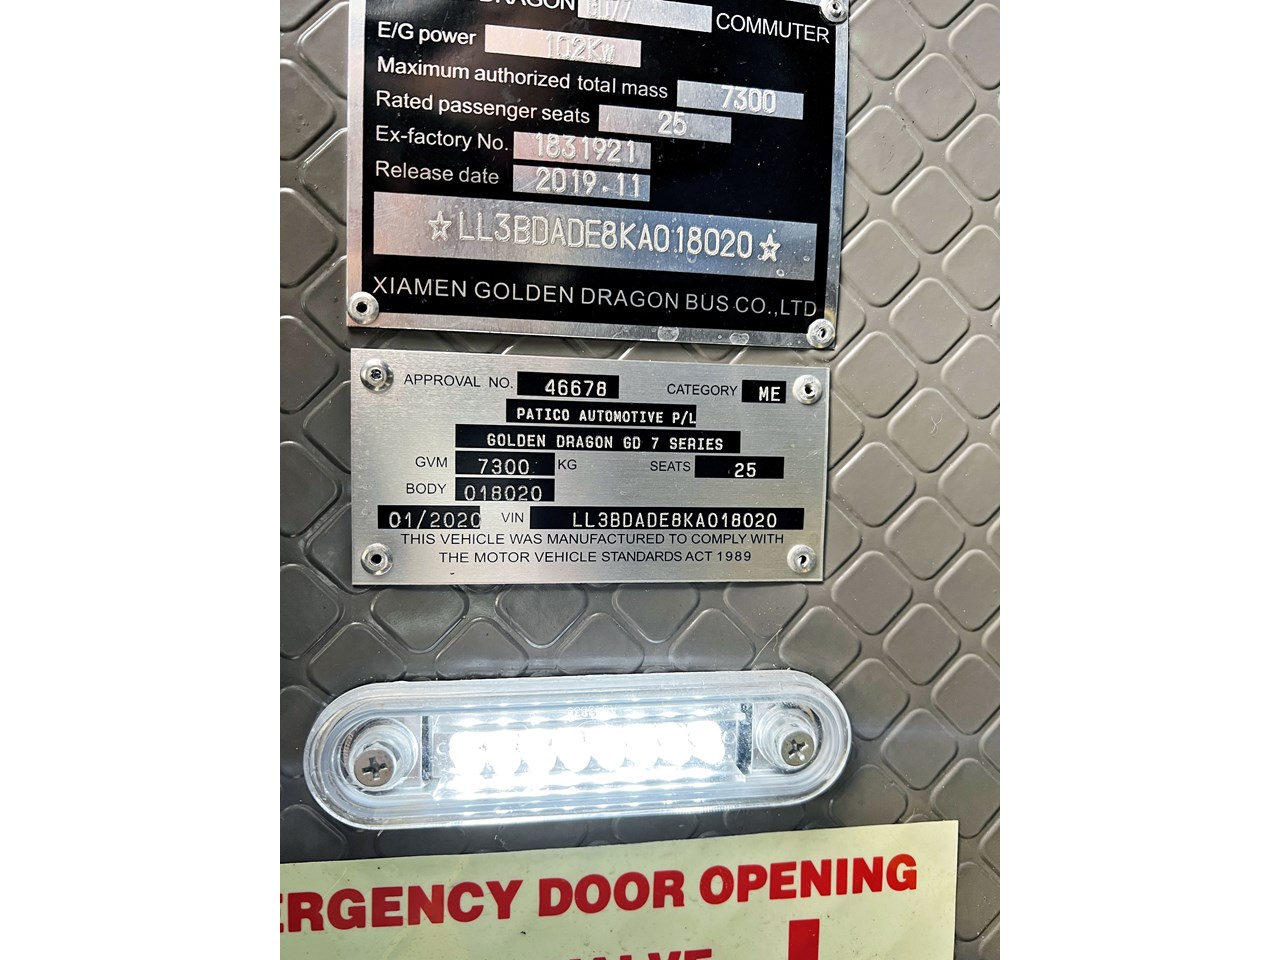 DRAGON COMMUTER
E/G power 102KW
Maximum authorized total mass 7300
Rated passenger seats 25
Ex-factory No. 1831921
Release date 2019.11
☆LL3BDADE8KA018020☆
XIAMEN GOLDEN DRAGON BUS CO.,LTD
APPROVAL NO. 46678 CATEGORY ME
PATICO AUTOMOTIVE P/L
GOLDEN DRAGON GD 7 SERIES
GVM 7300 KG SEATS 25
BODY 018020
01/2020 VIN LL3BDADE8KA018020
THIS VEHICLE WAS MANUFACTURED TO COMPLY WITH
THE MOTOR VEHICLE STANDARDS ACT 1989
ERGENCY DOOR OPENING
VALVE